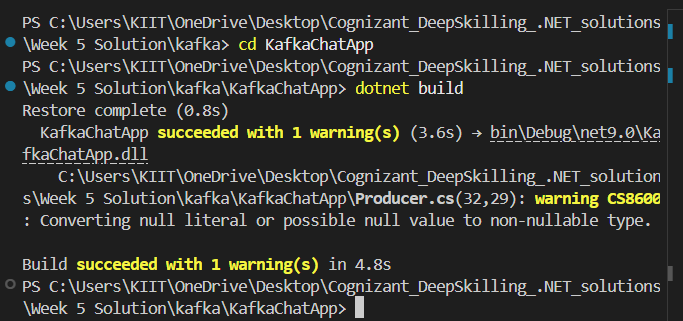 PS C:\Users\KIIT\OneDrive\Desktop\Cognizant_DeepSkilling_.NET_solutions
\Week 5 Solution\kafka> cd KafkaChatApp
PS C:\Users\KIIT\OneDrive\Desktop\Cognizant_DeepSkilling_.NET_solutions
\Week 5 Solution\kafka\KafkaChatApp> dotnet build
Restore complete (0.8s)
  KafkaChatApp succeeded with 1 warning(s) (3.6s) → bin\Debug\net9.0\Ka
fkaChatApp.dll
    C:\Users\KIIT\OneDrive\Desktop\Cognizant_DeepSkilling_.NET_solution
s\Week 5 Solution\kafka\KafkaChatApp\Producer.cs(32,29): warning CS8600
: Converting null literal or possible null value to non-nullable type.

Build succeeded with 1 warning(s) in 4.8s
PS C:\Users\KIIT\OneDrive\Desktop\Cognizant_DeepSkilling_.NET_solutions
\Week 5 Solution\kafka\KafkaChatApp>